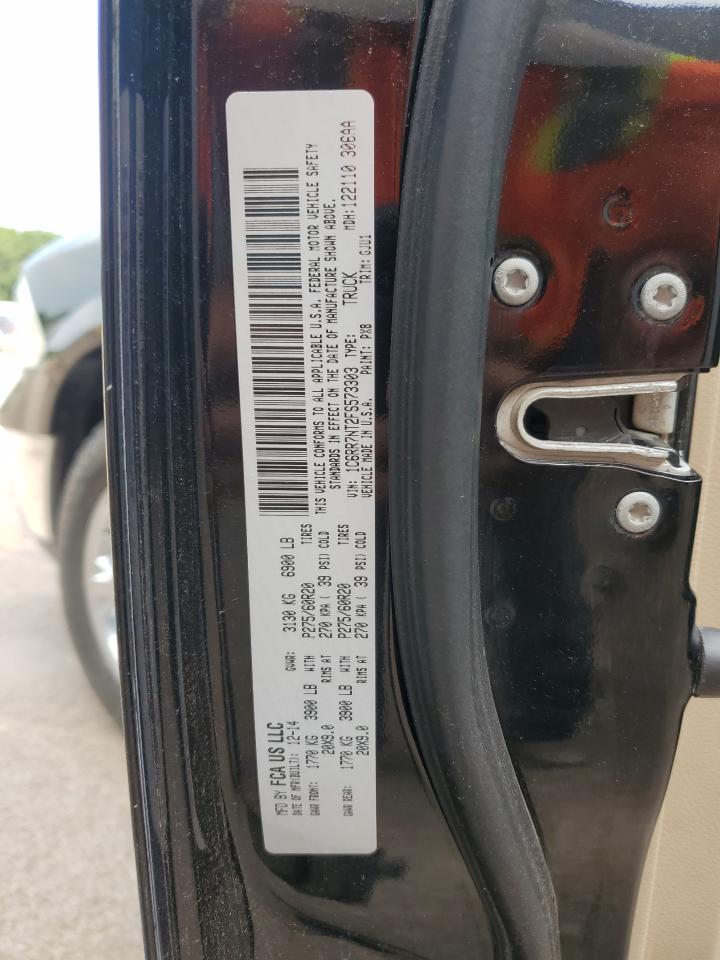 MFD BY FCA US LLC
DATE OF MFR(BUILT): 12-14 GVWR: 3130 KG 6900 LB
GAWR FRONT: 1770 KG 3900 LB WITH P275/60R20 TIRES
20X9.0 RIMS AT 270 KPA ( 39 PSI) COLD
GAWR REAR: 1770 KG 3900 LB WITH P275/60R20 TIRES
20X9.0 RIMS AT 270 KPA ( 39 PSI) COLD
THIS VEHICLE CONFORMS TO ALL APPLICABLE U.S.A. FEDERAL MOTOR VEHICLE SAFETY
STANDARDS IN EFFECT ON THE DATE OF MANUFACTURE SHOWN ABOVE.
VIN: 1C6RR7NT2FS573303 TYPE: TRUCK MDH: 122110 306AA
VEHICLE MADE IN U.S.A. PAINT: PX8 TRIM: GJU1